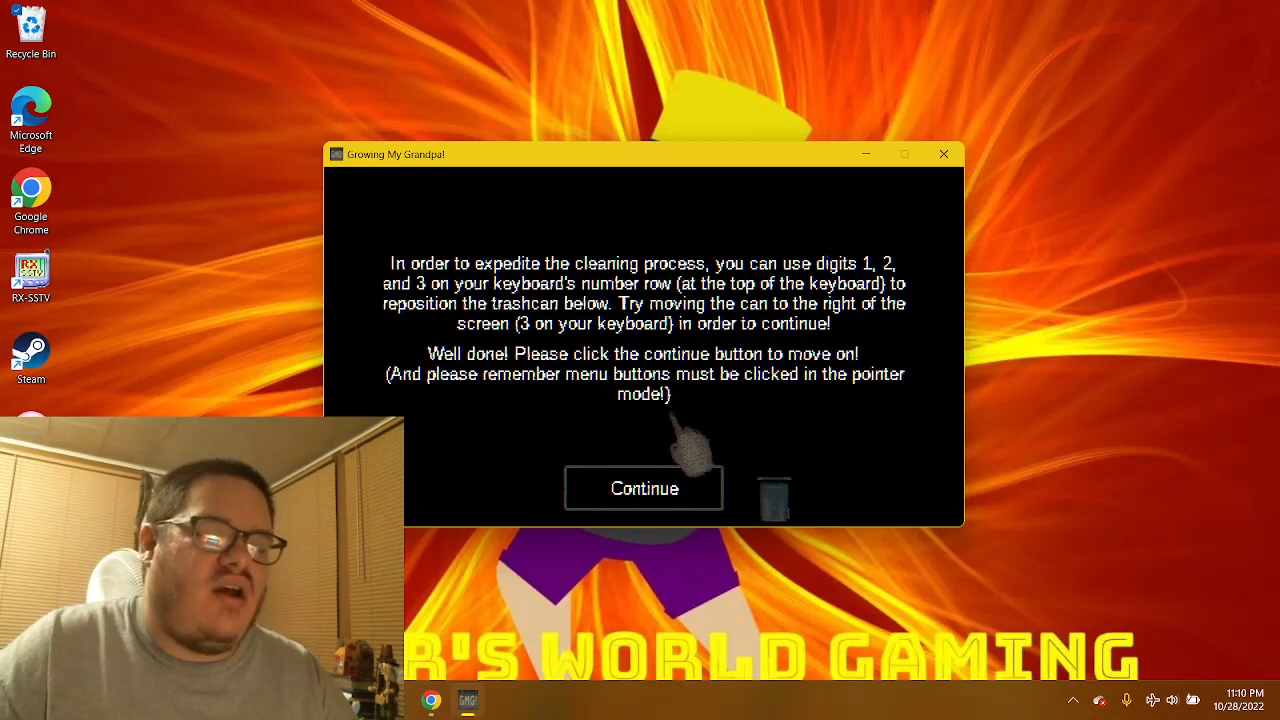 Recycle Bin
Microsoft
Edge
Google
Chrome
RX-SSTV
Steam
Growing My Grandpa!
In order to expedite the cleaning process, you can use digits 1, 2,
and 3 on your keyboard's number row (at the top of the keyboard) to
reposition the trashcan below. Try moving the can to the right of the
screen (3 on your keyboard) in order to continue!
Well done! Please click the continue button to move on!
(And please remember menu buttons must be clicked in the pointer
mode!)
Continue
R'S WORLD GAMING
GMG!
11:10 PM
10/28/2022